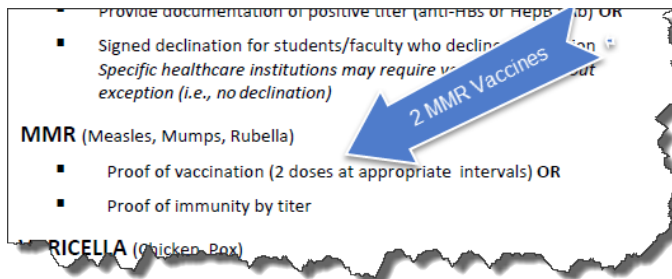 Provide documentation of positive titer (anti-HBs or HepB Ab) OR
Signed declination for students/faculty who decline
Specific healthcare institutions may require
exception (i.e., no declination)
2 MMR Vaccines
MMR (Measles, Mumps, Rubella)
Proof of vaccination (2 doses at appropriate intervals) OR
Proof of immunity by titer
VARICELLA (Chicken Pox)